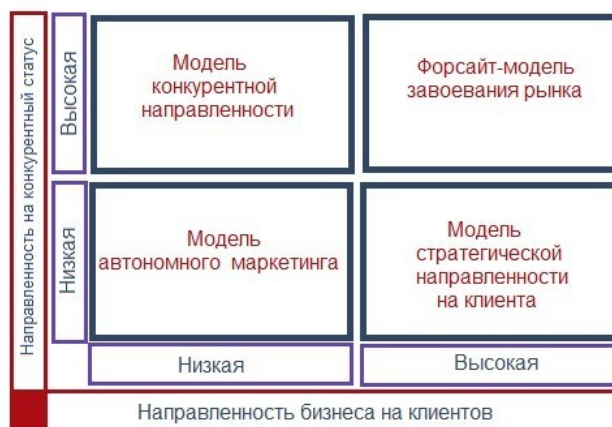 Направленность на конкурентный статус
Высокая
Модель
конкурентной
направленности
Форсайт-модель
завоевания рынка
Низкая
Модель
автономного маркетинга
Модель
стратегической
направленности
на клиента
Низкая
Высокая
Направленность бизнеса на клиентов